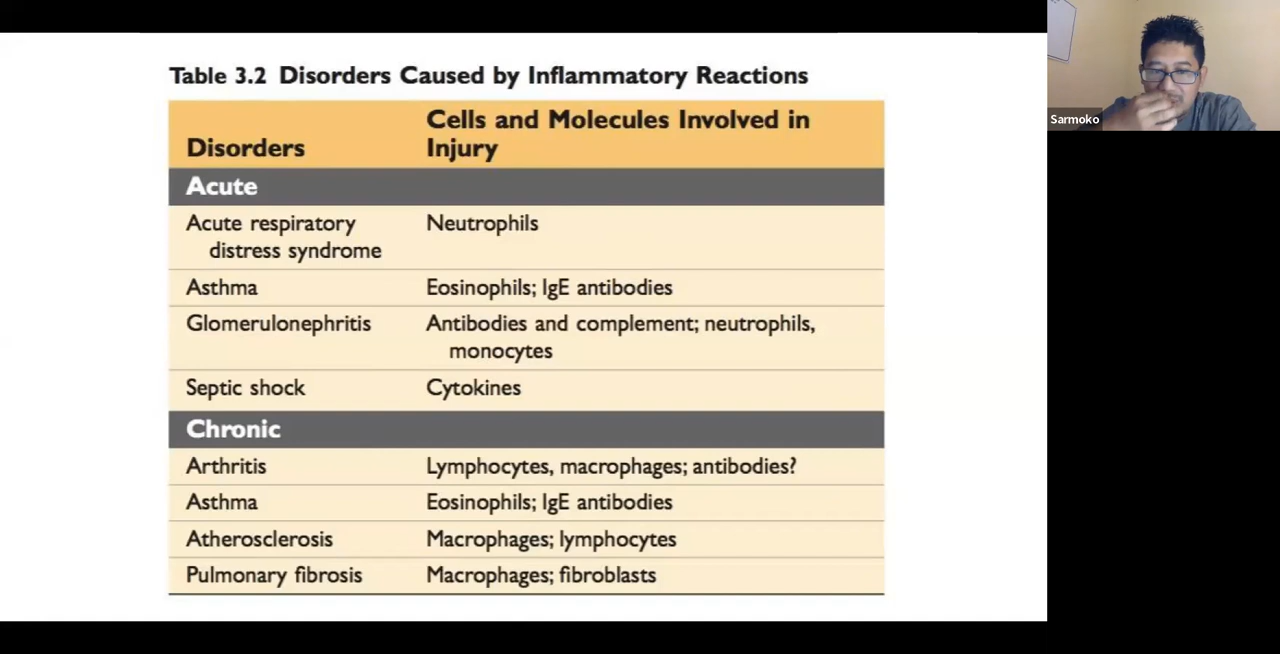 Table 3.2 Disorders Caused by Inflammatory Reactions
Disorders
Cells and Molecules Involved in
Injury
Acute
Acute respiratory
distress syndrome
Neutrophils
Asthma
Eosinophils; IgE antibodies
Glomerulonephritis
Antibodies and complement; neutrophils,
monocytes
Septic shock
Cytokines
Chronic
Arthritis
Lymphocytes, macrophages; antibodies?
Asthma
Eosinophils; IgE antibodies
Atherosclerosis
Macrophages; lymphocytes
Pulmonary fibrosis
Macrophages; fibroblasts
Sarmoko